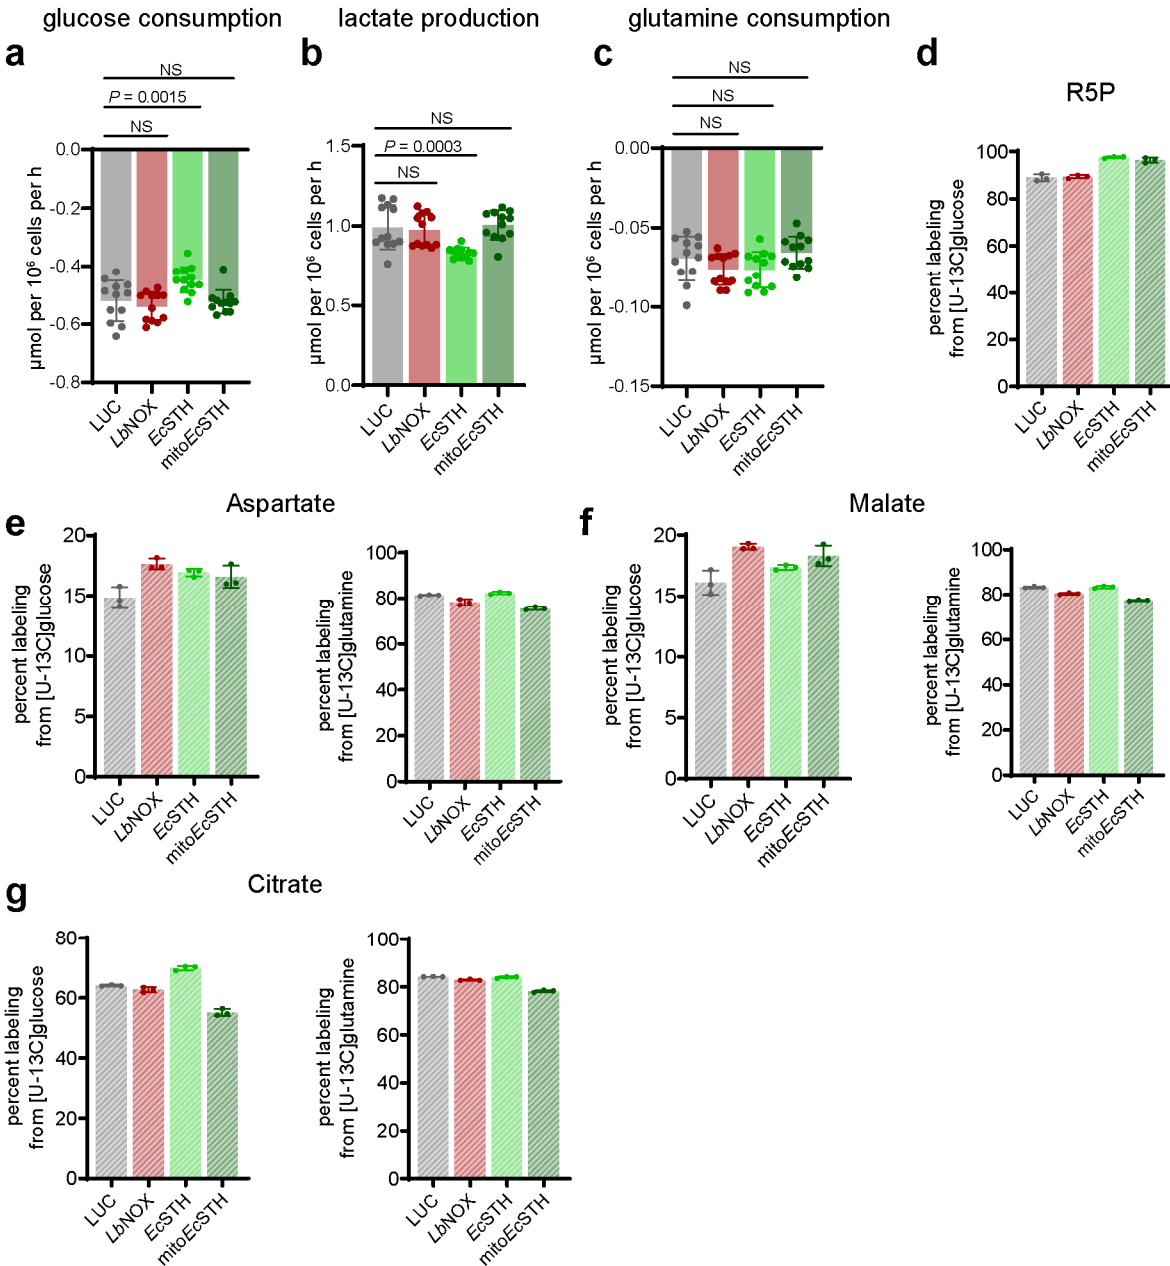 glucose consumption
lactate production
glutamine consumption
a
b
c
d
NS
P = 0.0015
NS
µmol per 10⁶ cells per h
0.0
-0.2
-0.4
-0.6
-0.8
LUC
LbNOX
EcSTH
mitoEcSTH
NS
P = 0.0003
NS
µmol per 10⁶ cells per h
1.5
1.0
0.5
0.0
LUC
LbNOX
EcSTH
mitoEcSTH
NS
NS
NS
µmol per 10⁶ cells per h
0.00
-0.05
-0.10
-0.15
LUC
LbNOX
EcSTH
mitoEcSTH
R5P
percent labeling
from [U-13C]glucose
100
80
60
40
20
0
LUC
LbNOX
EcSTH
mitoEcSTH
e
Aspartate
percent labeling
from [U-13C]glucose
20
15
10
5
0
LUC
LbNOX
EcSTH
mitoEcSTH
percent labeling
from [U-13C]glutamine
100
80
60
40
20
0
LUC
LbNOX
EcSTH
mitoEcSTH
f
Malate
percent labeling
from [U-13C]glucose
20
15
10
5
0
LUC
LbNOX
EcSTH
mitoEcSTH
percent labeling
from [U-13C]glutamine
100
80
60
40
20
0
LUC
LbNOX
EcSTH
mitoEcSTH
g
Citrate
percent labeling
from [U-13C]glucose
80
60
40
20
0
LUC
LbNOX
EcSTH
mitoEcSTH
percent labeling
from [U-13C]glutamine
100
80
60
40
20
0
LUC
LbNOX
EcSTH
mitoEcSTH